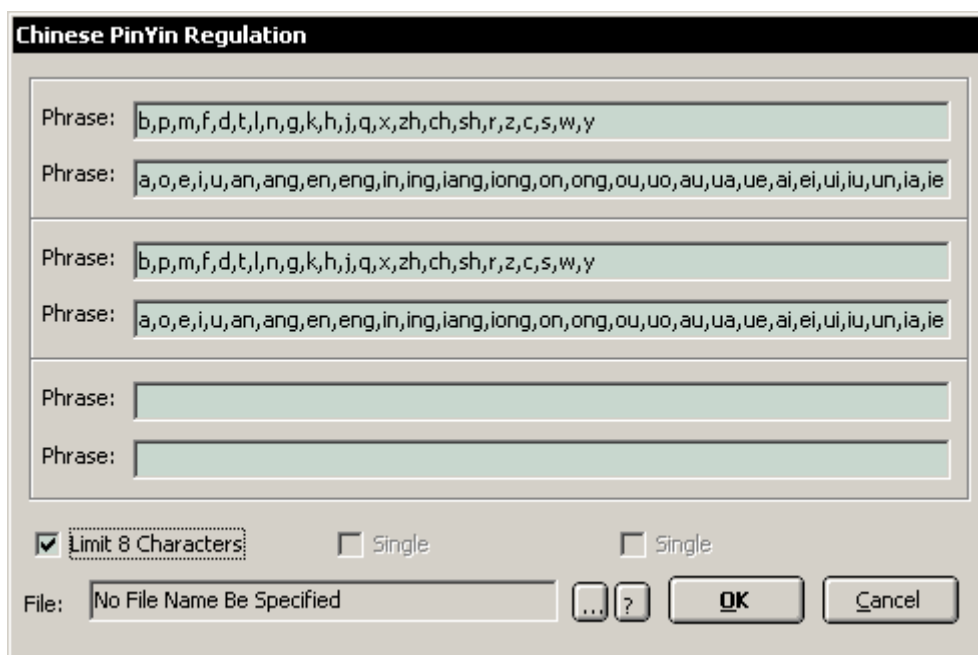 Chinese PinYin Regulation
Phrase: b,p,m,f,d,t,l,n,g,k,h,j,q,x,zh,ch,sh,r,z,c,s,w,y
Phrase: a,o,e,i,u,an,ang,en,eng,in,ing,iang,iong,on,ong,ou,uo,au,ua,ue,ai,ei,ui,iu,un,ia,ie
Phrase: b,p,m,f,d,t,l,n,g,k,h,j,q,x,zh,ch,sh,r,z,c,s,w,y
Phrase: a,o,e,i,u,an,ang,en,eng,in,ing,iang,iong,on,ong,ou,uo,au,ua,ue,ai,ei,ui,iu,un,ia,ie
Phrase:
Phrase:
Limit 8 Characters Single Single
File: No File Name Be Specified ... ? OK Cancel